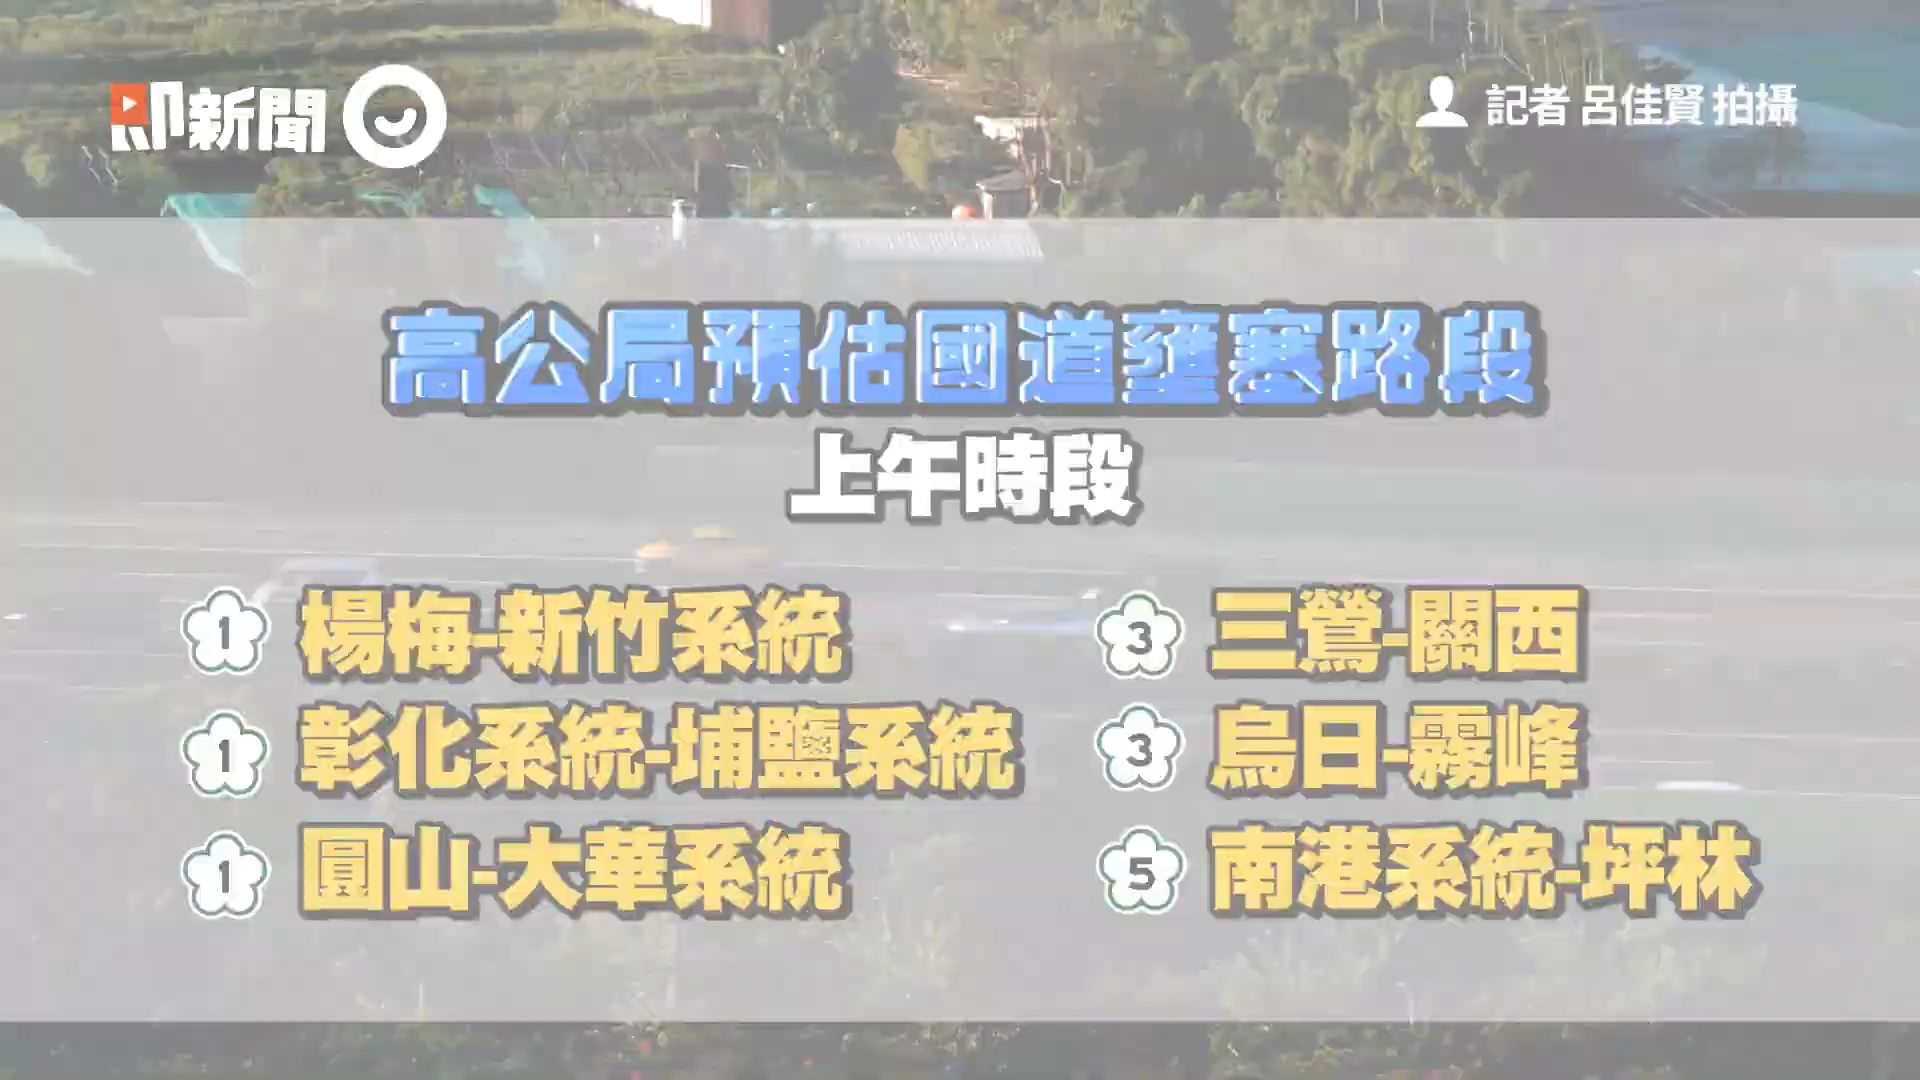 即新聞
記者 呂佳賢 拍攝
高公局預估國道壅塞路段
上午時段
1 楊梅-新竹系統
1 彰化系統-埔鹽系統
1 圓山-大華系統
3 三鶯-關西
3 烏日-霧峰
5 南港系統-坪林